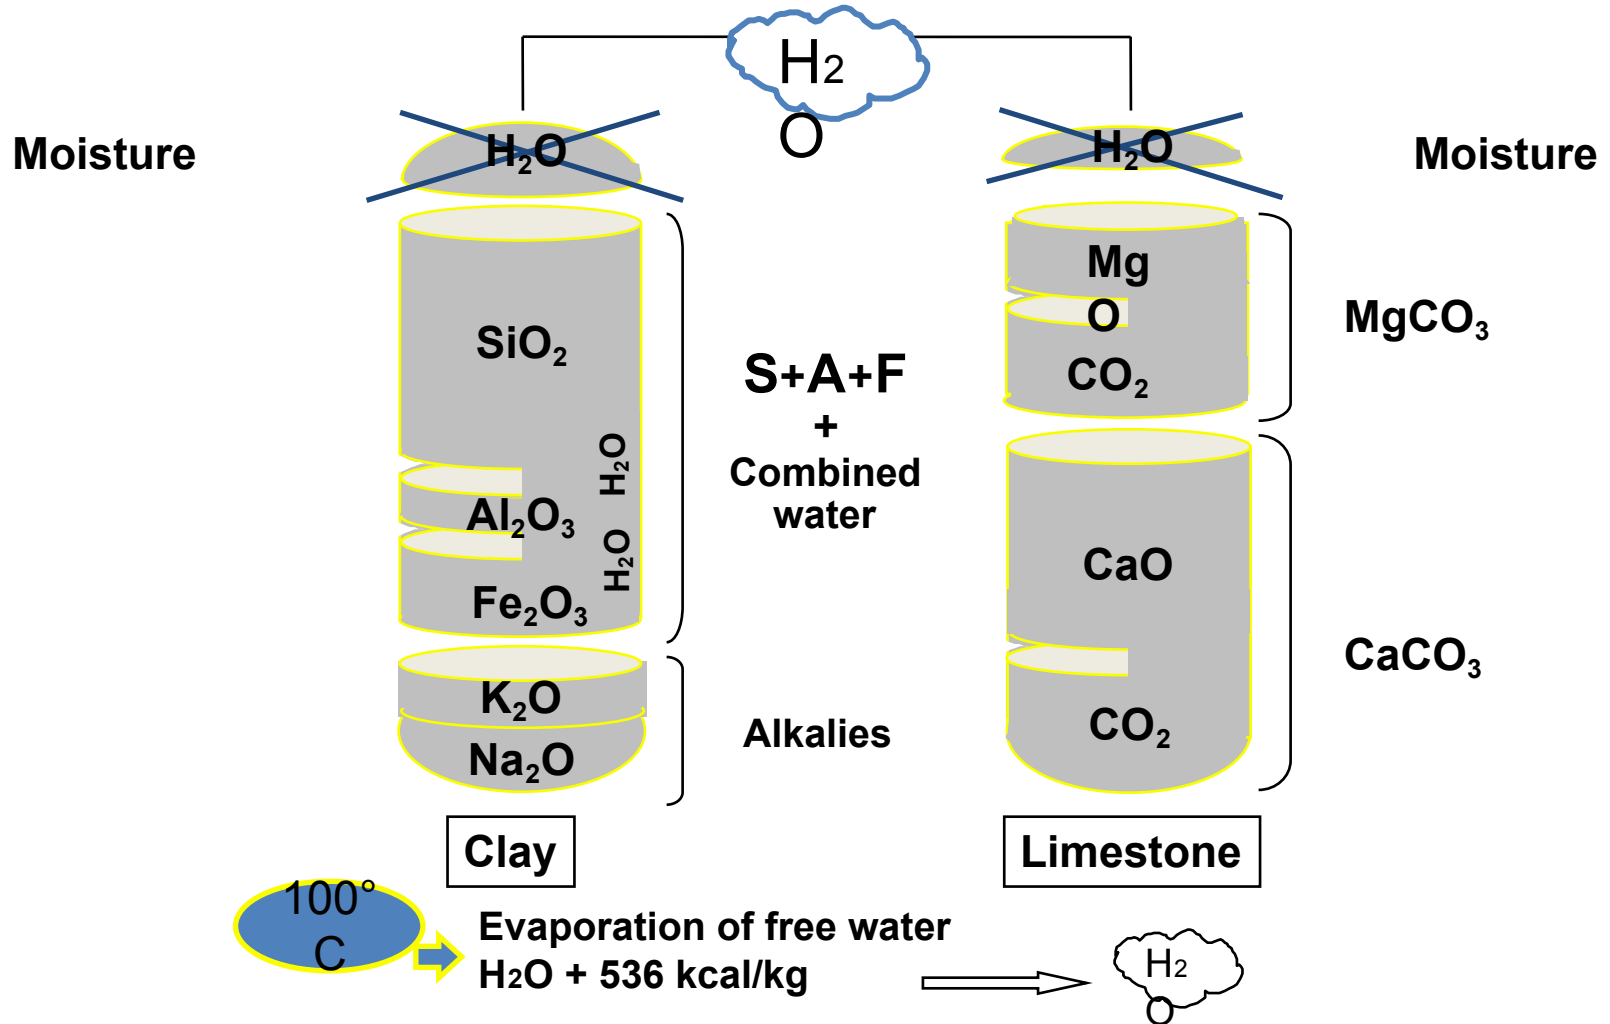 H2
O
Moisture
H₂O
H₂O
Moisture
SiO₂
Al₂O₃
Fe₂O₃
H₂O
H₂O
S+A+F
+
Combined
water
Mg
O
CO₂
MgCO₃
CaO
CO₂
CaCO₃
K₂O
Na₂O
Alkalies
Clay
Limestone
100°
C
Evaporation of free water
H2O + 536 kcal/kg
H2
O